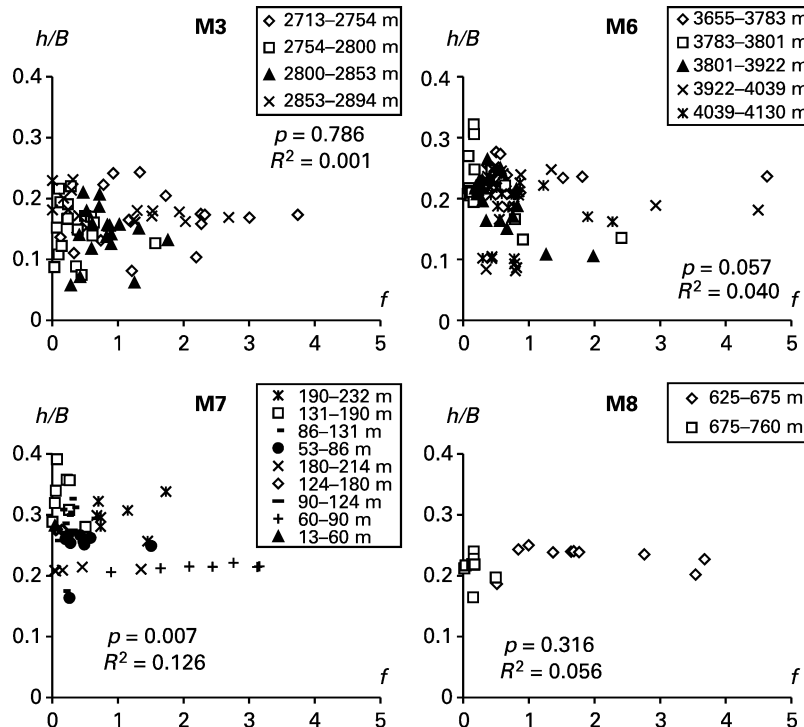 M3
h/B
2713–2754 m
2754–2800 m
2800–2853 m
2853–2894 m
p = 0.786
R2 = 0.001
0.4
0.3
0.2
0.1
0
f
0 1 2 3 4 5
M6
h/B
3655–3783 m
3783–3801 m
3801–3922 m
3922–4039 m
4039–4130 m
p = 0.057
R2 = 0.040
0.4
0.3
0.2
0.1
0
f
0 1 2 3 4 5
M7
h/B
190–232 m
131–190 m
86–131 m
53–86 m
180–214 m
124–180 m
90–124 m
60–90 m
13–60 m
p = 0.007
R2 = 0.126
0.4
0.3
0.2
0.1
0
f
0 1 2 3 4 5
M8
h/B
625–675 m
675–760 m
p = 0.316
R2 = 0.056
0.4
0.3
0.2
0.1
0
f
0 1 2 3 4 5